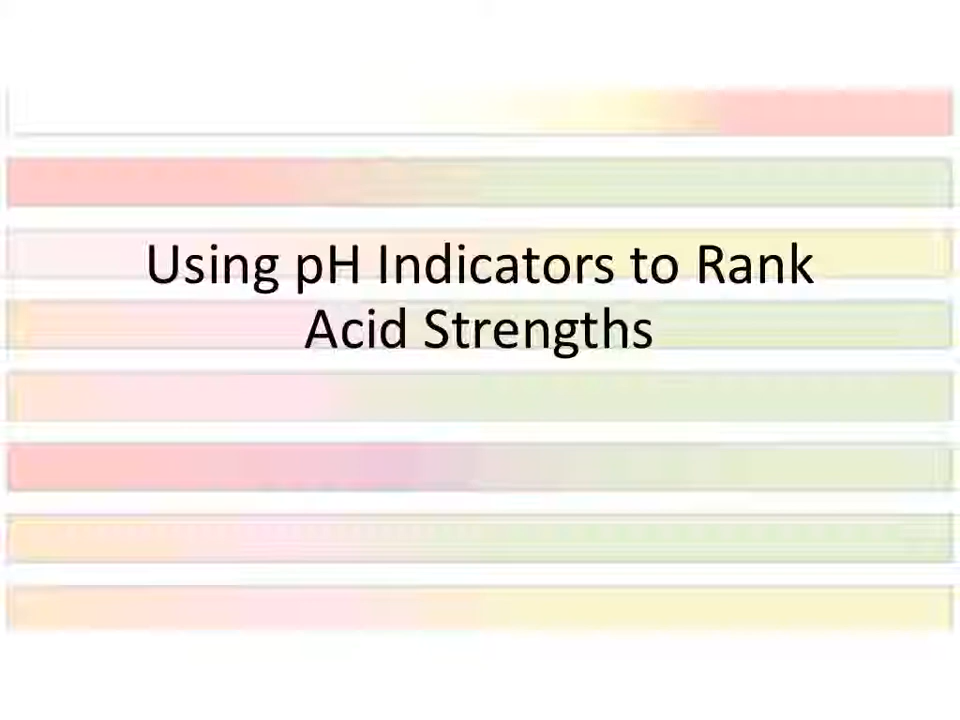 Using pH Indicators to Rank
Acid Strengths